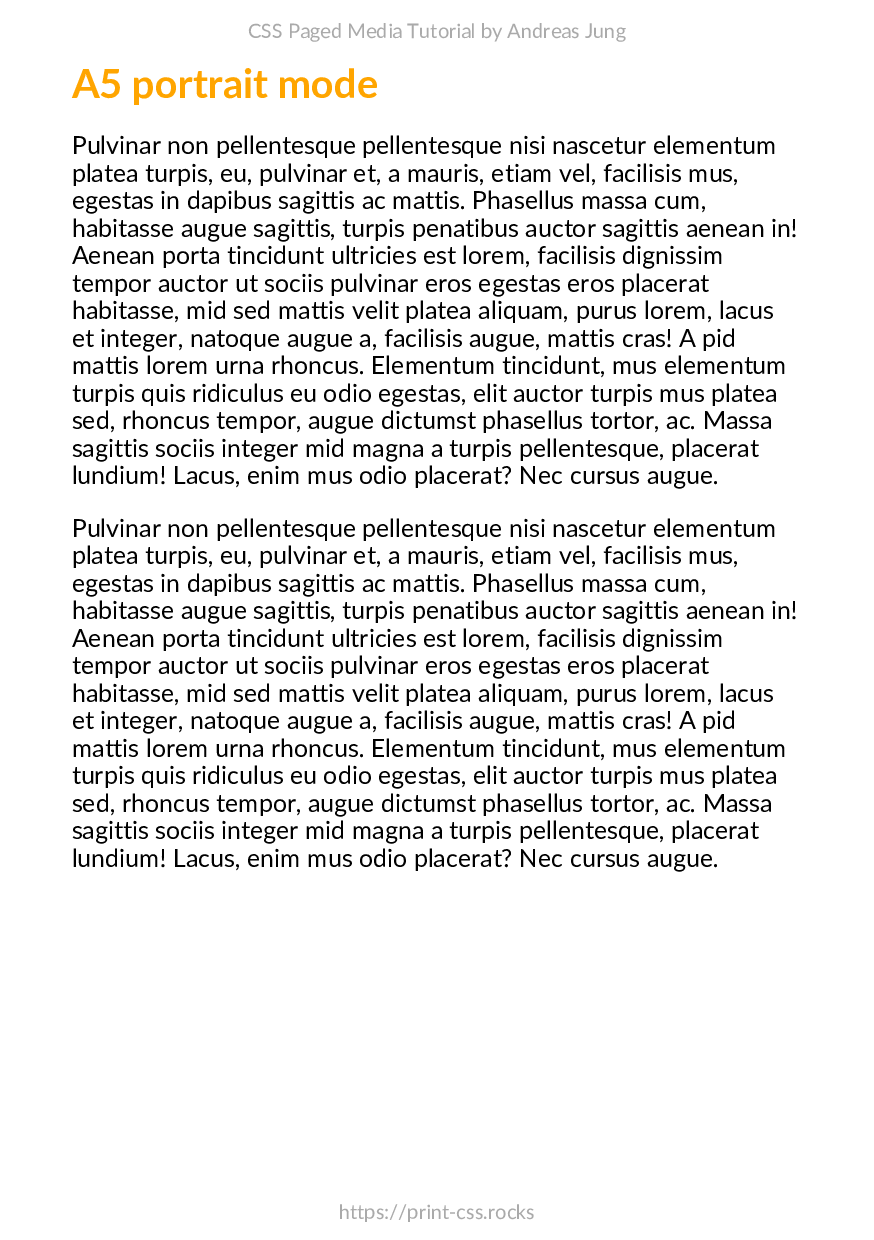 CSS Paged Media Tutorial by Andreas Jung
A5 portrait mode
Pulvinar non pellentesque pellentesque nisi nascetur elementum
platea turpis, eu, pulvinar et, a mauris, etiam vel, facilisis mus,
egestas in dapibus sagittis ac mattis. Phasellus massa cum,
habitasse augue sagittis, turpis penatibus auctor sagittis aenean in!
Aenean porta tincidunt ultricies est lorem, facilisis dignissim
tempor auctor ut sociis pulvinar eros egestas eros placerat
habitasse, mid sed mattis velit platea aliquam, purus lorem, lacus
et integer, natoque augue a, facilisis augue, mattis cras! A pid
mattis lorem urna rhoncus. Elementum tincidunt, mus elementum
turpis quis ridiculus eu odio egestas, elit auctor turpis mus platea
sed, rhoncus tempor, augue dictumst phasellus tortor, ac. Massa
sagittis sociis integer mid magna a turpis pellentesque, placerat
lundium! Lacus, enim mus odio placerat? Nec cursus augue.
Pulvinar non pellentesque pellentesque nisi nascetur elementum
platea turpis, eu, pulvinar et, a mauris, etiam vel, facilisis mus,
egestas in dapibus sagittis ac mattis. Phasellus massa cum,
habitasse augue sagittis, turpis penatibus auctor sagittis aenean in!
Aenean porta tincidunt ultricies est lorem, facilisis dignissim
tempor auctor ut sociis pulvinar eros egestas eros placerat
habitasse, mid sed mattis velit platea aliquam, purus lorem, lacus
et integer, natoque augue a, facilisis augue, mattis cras! A pid
mattis lorem urna rhoncus. Elementum tincidunt, mus elementum
turpis quis ridiculus eu odio egestas, elit auctor turpis mus platea
sed, rhoncus tempor, augue dictumst phasellus tortor, ac. Massa
sagittis sociis integer mid magna a turpis pellentesque, placerat
lundium! Lacus, enim mus odio placerat? Nec cursus augue.
https://print-css.rocks